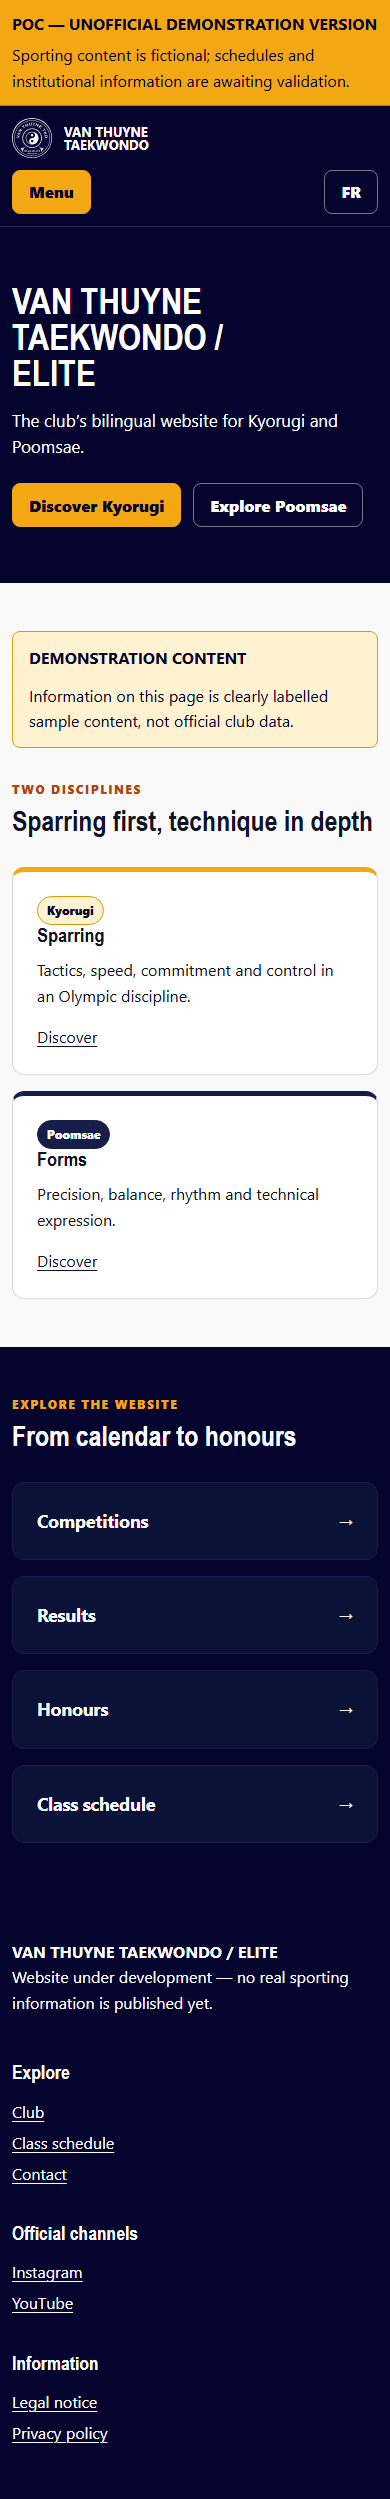 POC — UNOFFICIAL DEMONSTRATION VERSION
Sporting content is fictional; schedules and
institutional information are awaiting validation.
VAN THUYNE
TAEKWONDO
Menu
FR
VAN THUYNE
TAEKWONDO /
ELITE
The club’s bilingual website for Kyorugi and
Poomsae.
Discover Kyorugi
Explore Poomsae
DEMONSTRATION CONTENT
Information on this page is clearly labelled
sample content, not official club data.
TWO DISCIPLINES
Sparring first, technique in depth
Kyorugi
Sparring
Tactics, speed, commitment and control in
an Olympic discipline.
Discover
Poomsae
Forms
Precision, balance, rhythm and technical
expression.
Discover
EXPLORE THE WEBSITE
From calendar to honours
Competitions →
Results →
Honours →
Class schedule →
VAN THUYNE TAEKWONDO / ELITE
Website under development — no real sporting
information is published yet.
Explore
Club
Class schedule
Contact
Official channels
Instagram
YouTube
Information
Legal notice
Privacy policy